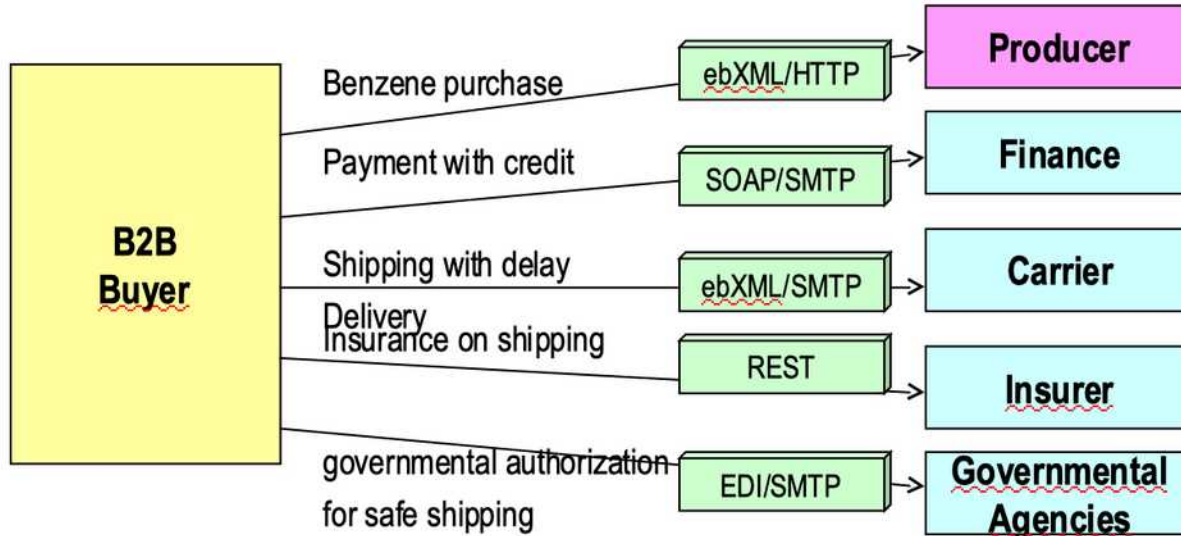 B2B
Buyer
Benzene purchase
ebXML/HTTP
Producer
Payment with credit
SOAP/SMTP
Finance
Shipping with delay
Delivery
ebXML/SMTP
Carrier
Insurance on shipping
REST
Insurer
governmental authorization
for safe shipping
EDI/SMTP
Governmental
Agencies